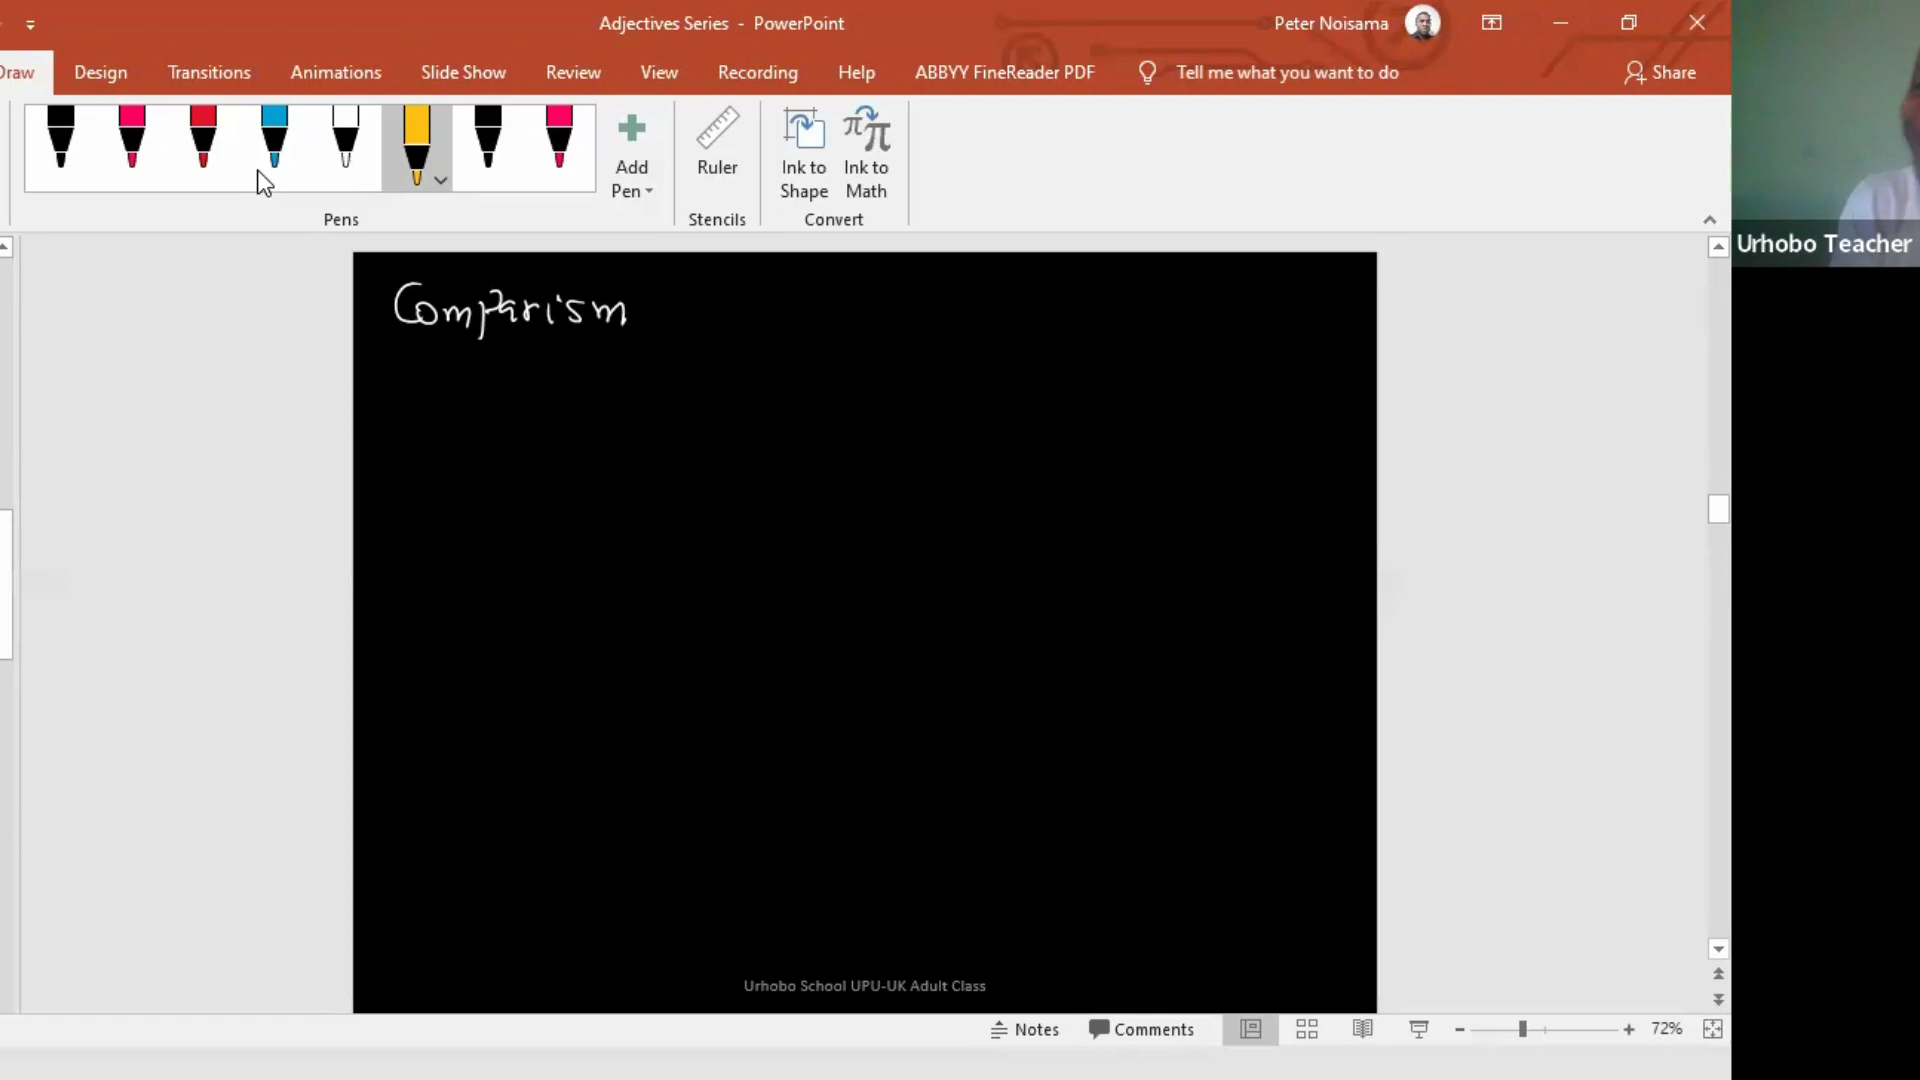 Adjectives Series - PowerPoint
Peter Noisama
Draw Design Transitions Animations Slide Show Review View Recording Help ABBYY FineReader PDF Tell me what you want to do Share
Add Pen
Ruler
Ink to Shape
Ink to Math
Pens
Stencils
Convert
Urhobo Teacher
Comparism
Urhobo School UPU-UK Adult Class
Notes Comments 72%